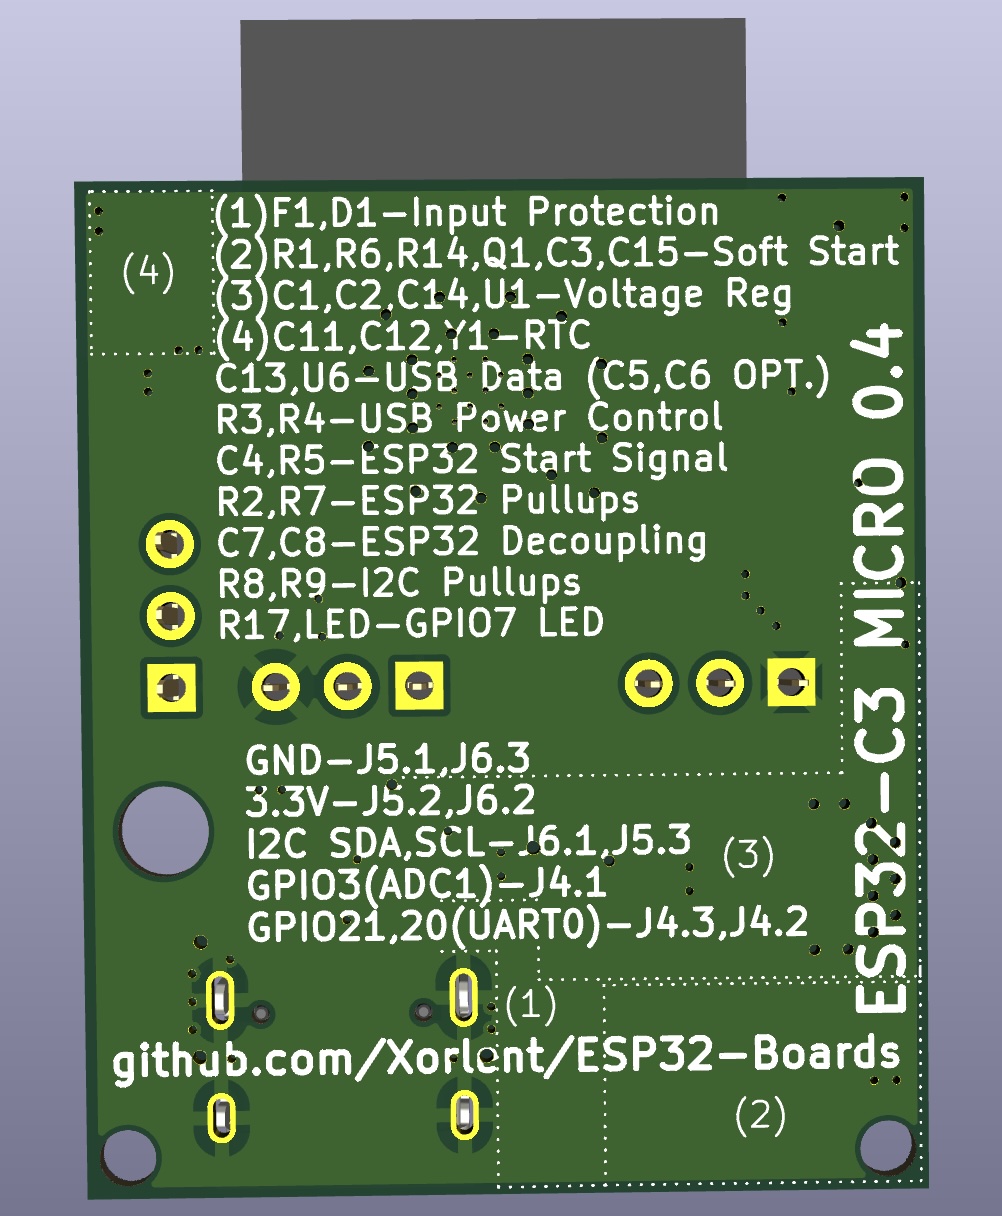 (1)F1,D1-Input Protection
(2)R1,R6,R14,Q1,C3,C15-Soft Start
(3)C1,C2,C14,U1-Voltage Reg
(4)C11,C12,Y1-RTC
C13,U6-USB Data (C5,C6 OPT.)
R3,R4-USB Power Control
C4,R5-ESP32 Start Signal
R2,R7-ESP32 Pullups
C7,C8-ESP32 Decoupling
R8,R9-I2C Pullups
R17,LED-GPIO7 LED
(4)
ESP32-C3 MICRO 0.4
GND-J5.1,J6.3
3.3V-J5.2,J6.2
I2C SDA,SCL-J6.1,J5.3
GPIO3(ADC1)-J4.1
GPIO21,20(UART0)-J4.3,J4.2
(3)
(1)
github.com/Xorlent/ESP32-Boards
(2)